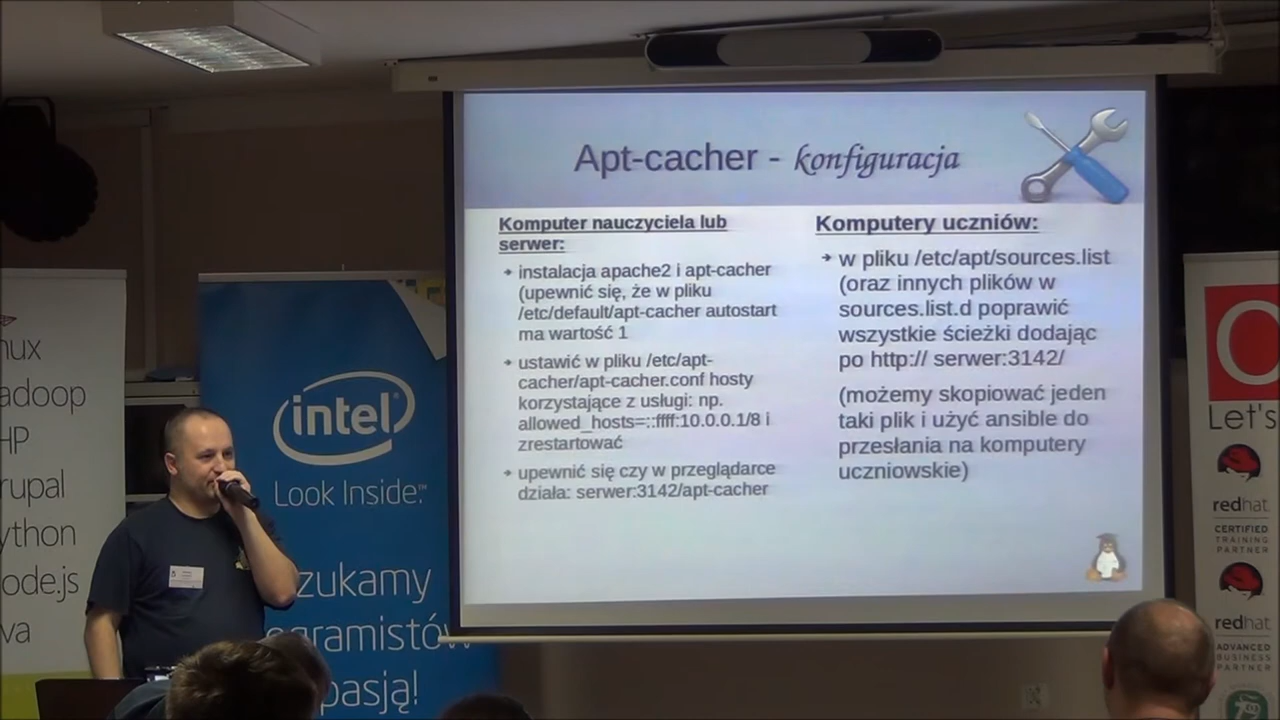 Apt-cacher - konfiguracja
Komputer nauczyciela lub
serwer:
instalacja apache2 i apt-cacher
(upewnić się, że w pliku
/etc/default/apt-cacher autostart
ma wartość 1
ustawić w pliku /etc/apt-
cacher/apt-cacher.conf hosty
korzystające z usługi: np.
allowed_hosts=::ffff:10.0.0.1/8 i
zrestartować
upewnić się czy w przeglądarce
działa: serwer:3142/apt-cacher
Komputery uczniów:
w pliku /etc/apt/sources.list
(oraz innych plików w
sources.list.d poprawić
wszystkie ścieżki dodając
po http:// serwer:3142/
(możemy skopiować jeden
taki plik i użyć ansible do
przesłania na komputery
uczniowskie)
nux
adoop
HP
rupal
ython
ode.js
va
intel
Look Inside.™
zukamy
ogramistów
pasją!
Let's
redhat
CERTIFIED
TRAINING
PARTNER
redhat
ADVANCED
BUSINESS
PARTNER